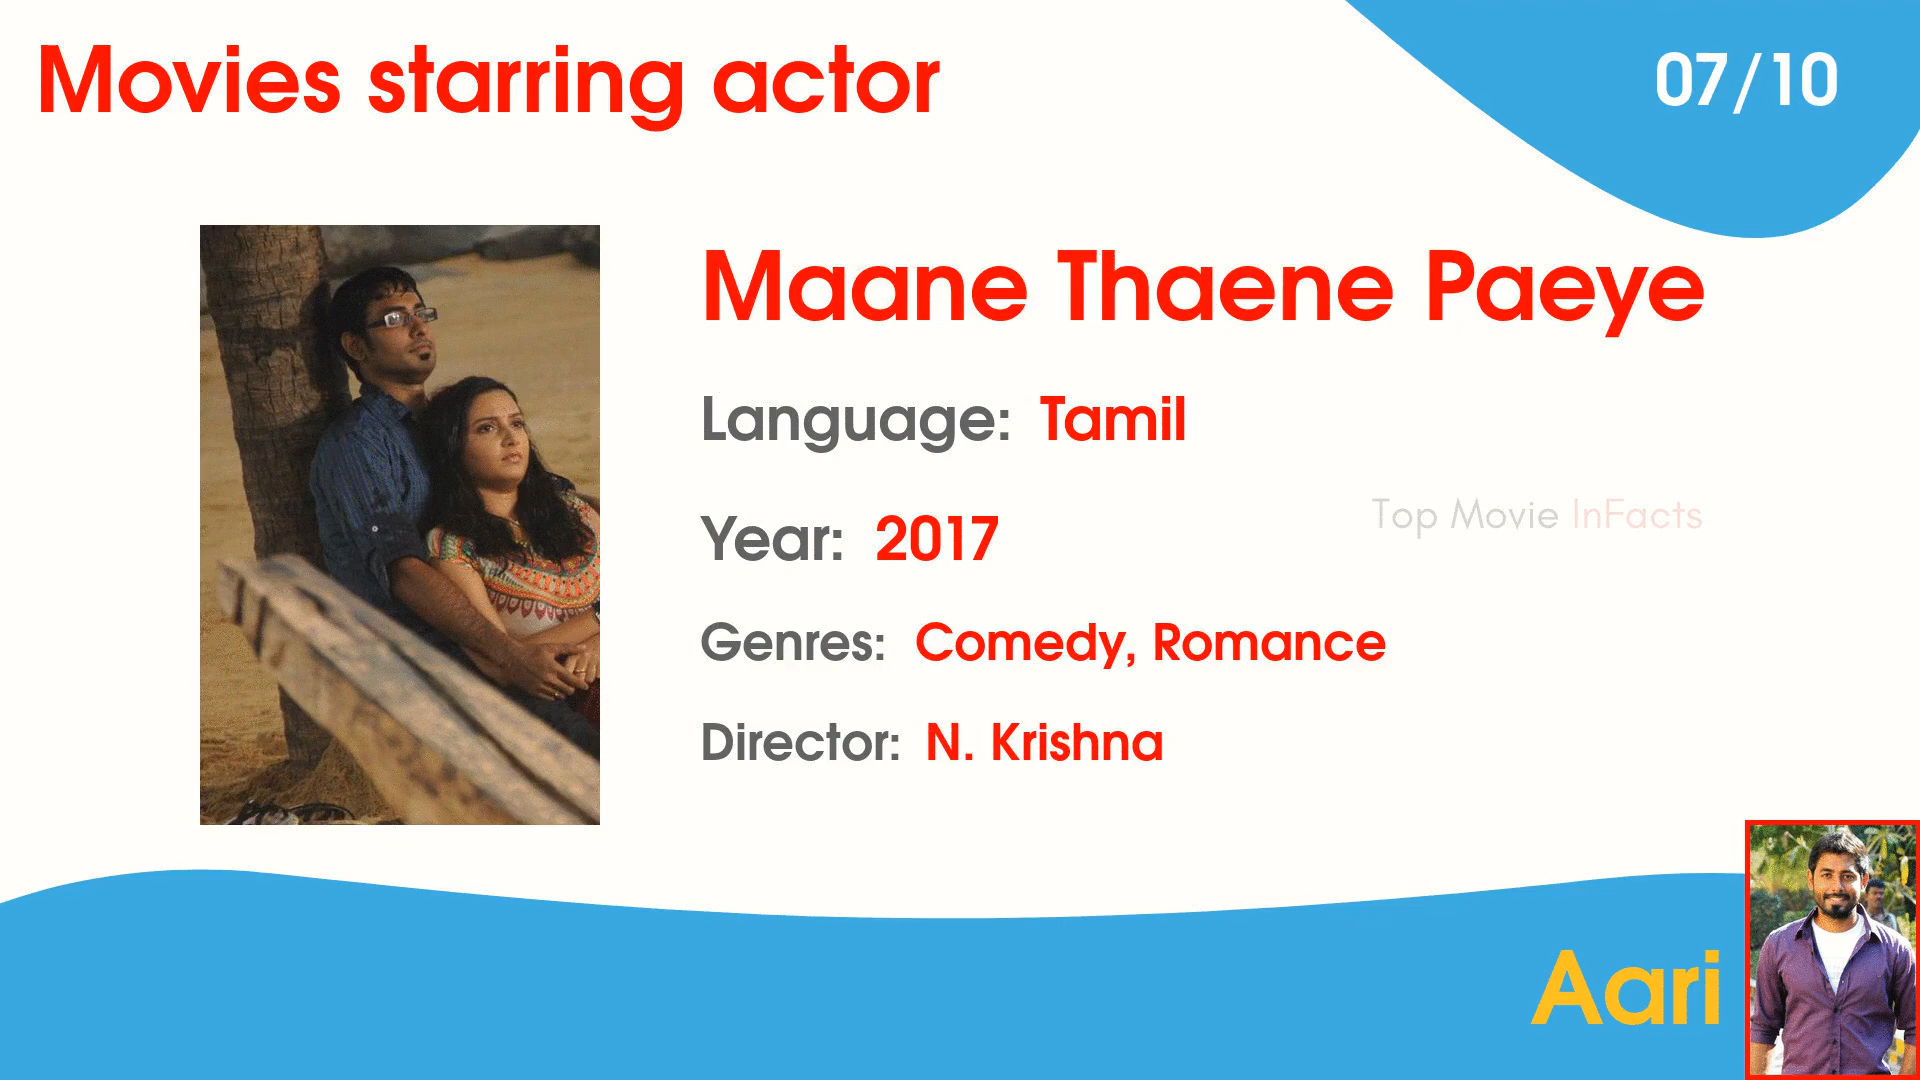 Movies starring actor
07/10
Maane Thaene Paeye
Language: Tamil
Year: 2017
Top Movie InFacts
Genres: Comedy, Romance
Director: N. Krishna
Aari